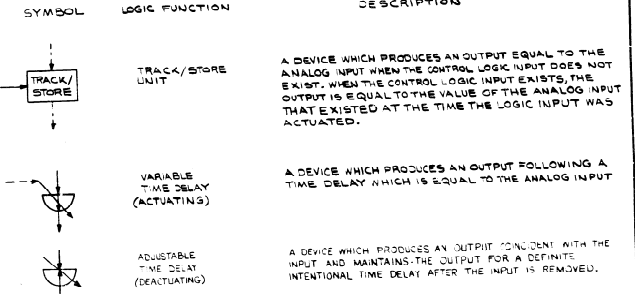 SYMBOL LOGIC FUNCTION DESCRIPTION
TRACK/
STORE
TRACK/STORE
UNIT
A DEVICE WHICH PRODUCES AN OUTPUT EQUAL TO THE
ANALOG INPUT WHEN THE CONTROL LOGIC INPUT DOES NOT
EXIST. WHEN THE CONTROL LOGIC INPUT EXISTS, THE
OUTPUT IS EQUAL TO THE VALUE OF THE ANALOG INPUT
THAT EXISTED AT THE TIME THE LOGIC INPUT WAS
ACTUATED.
VARIABLE
TIME DELAY
(ACTUATING)
A DEVICE WHICH PRODUCES AN OUTPUT FOLLOWING A
TIME DELAY WHICH IS EQUAL TO THE ANALOG INPUT
ADJUSTABLE
TIME DELAY
(DEACTUATING)
A DEVICE WHICH PRODUCES AN OUTPUT COINCIDENT WITH THE
INPUT AND MAINTAINS THE OUTPUT FOR A DEFINITE
INTENTIONAL TIME DELAY AFTER THE INPUT IS REMOVED.